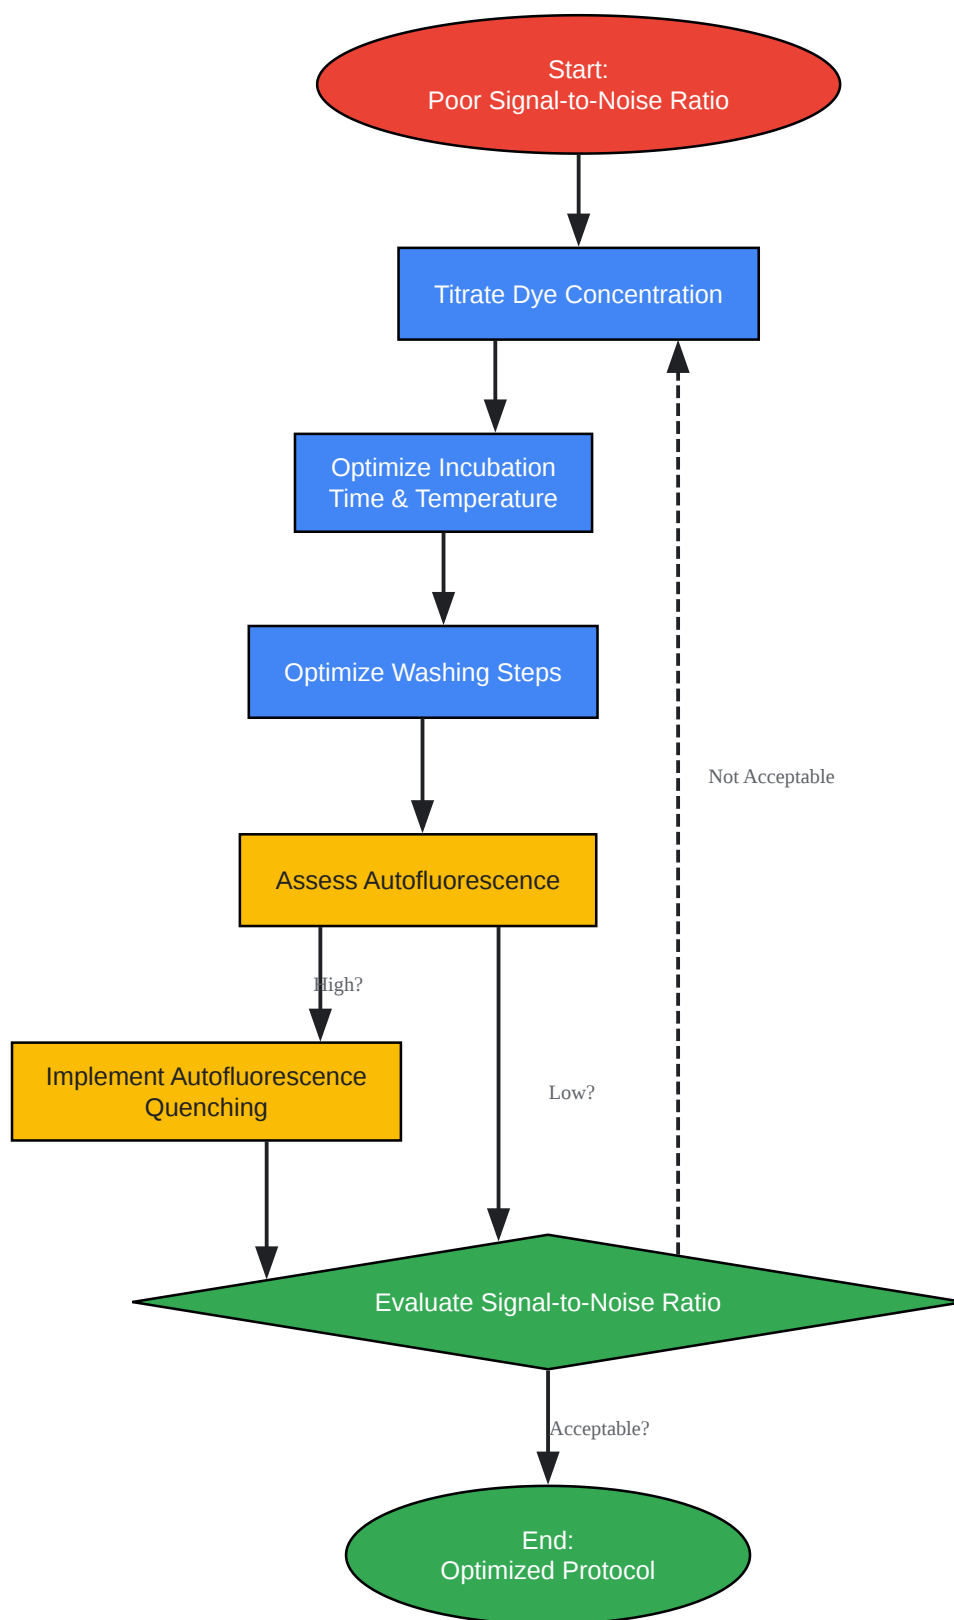 Start:
Poor Signal-to-Noise Ratio
Titrate Dye Concentration
Optimize Incubation
Time & Temperature
Optimize Washing Steps
Not Acceptable
Assess Autofluorescence
High?
Implement Autofluorescence
Quenching
Low?
Evaluate Signal-to-Noise Ratio
Acceptable?
End:
Optimized Protocol